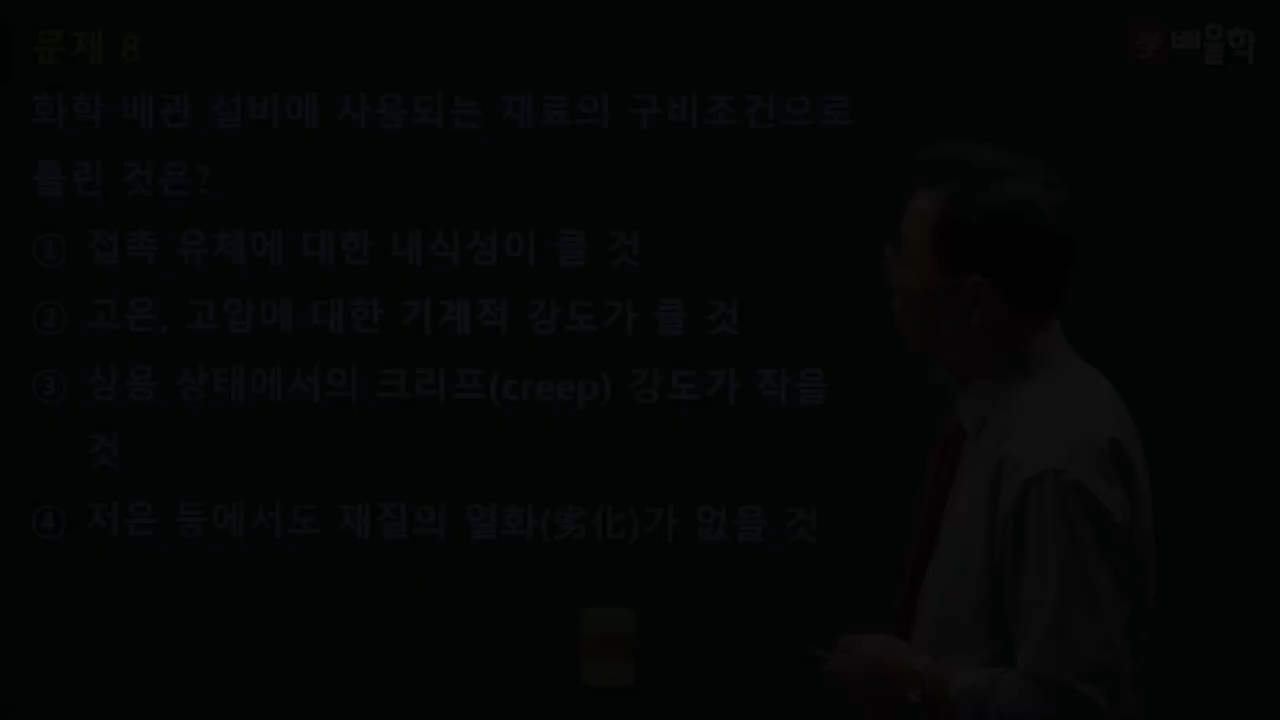 문제 8
배울학
화학 배관 설비에 사용되는 재료의 구비조건으로
틀린 것은?
① 접촉 유체에 대한 내식성이 클 것
② 고온, 고압에 대한 기계적 강도가 클 것
③ 상용 상태에서의 크리프(creep) 강도가 작을
것
④ 저온 등에서도 재질의 열화(劣化)가 없을 것